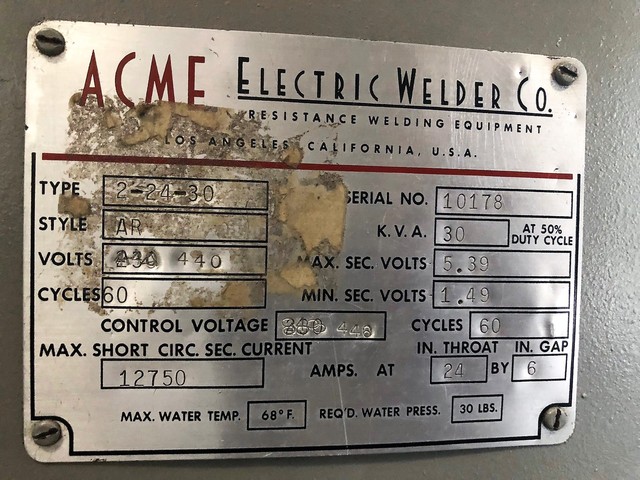 ACME ELECTRIC WELDER CO.
RESISTANCE WELDING EQUIPMENT
LOS ANGELES, CALIFORNIA, U.S.A.
TYPE 2-24-30 SERIAL NO. 10178
STYLE AR K.V.A. 30 AT 50% DUTY CYCLE
VOLTS 440 MAX. SEC. VOLTS 5.39
CYCLES 60 MIN. SEC. VOLTS 1.49
CONTROL VOLTAGE 440 CYCLES 60
MAX. SHORT CIRC. SEC. CURRENT IN. THROAT IN. GAP
12750 AMPS. AT 24 BY 6
MAX. WATER TEMP. 68°F. REQ'D. WATER PRESS. 30 LBS.